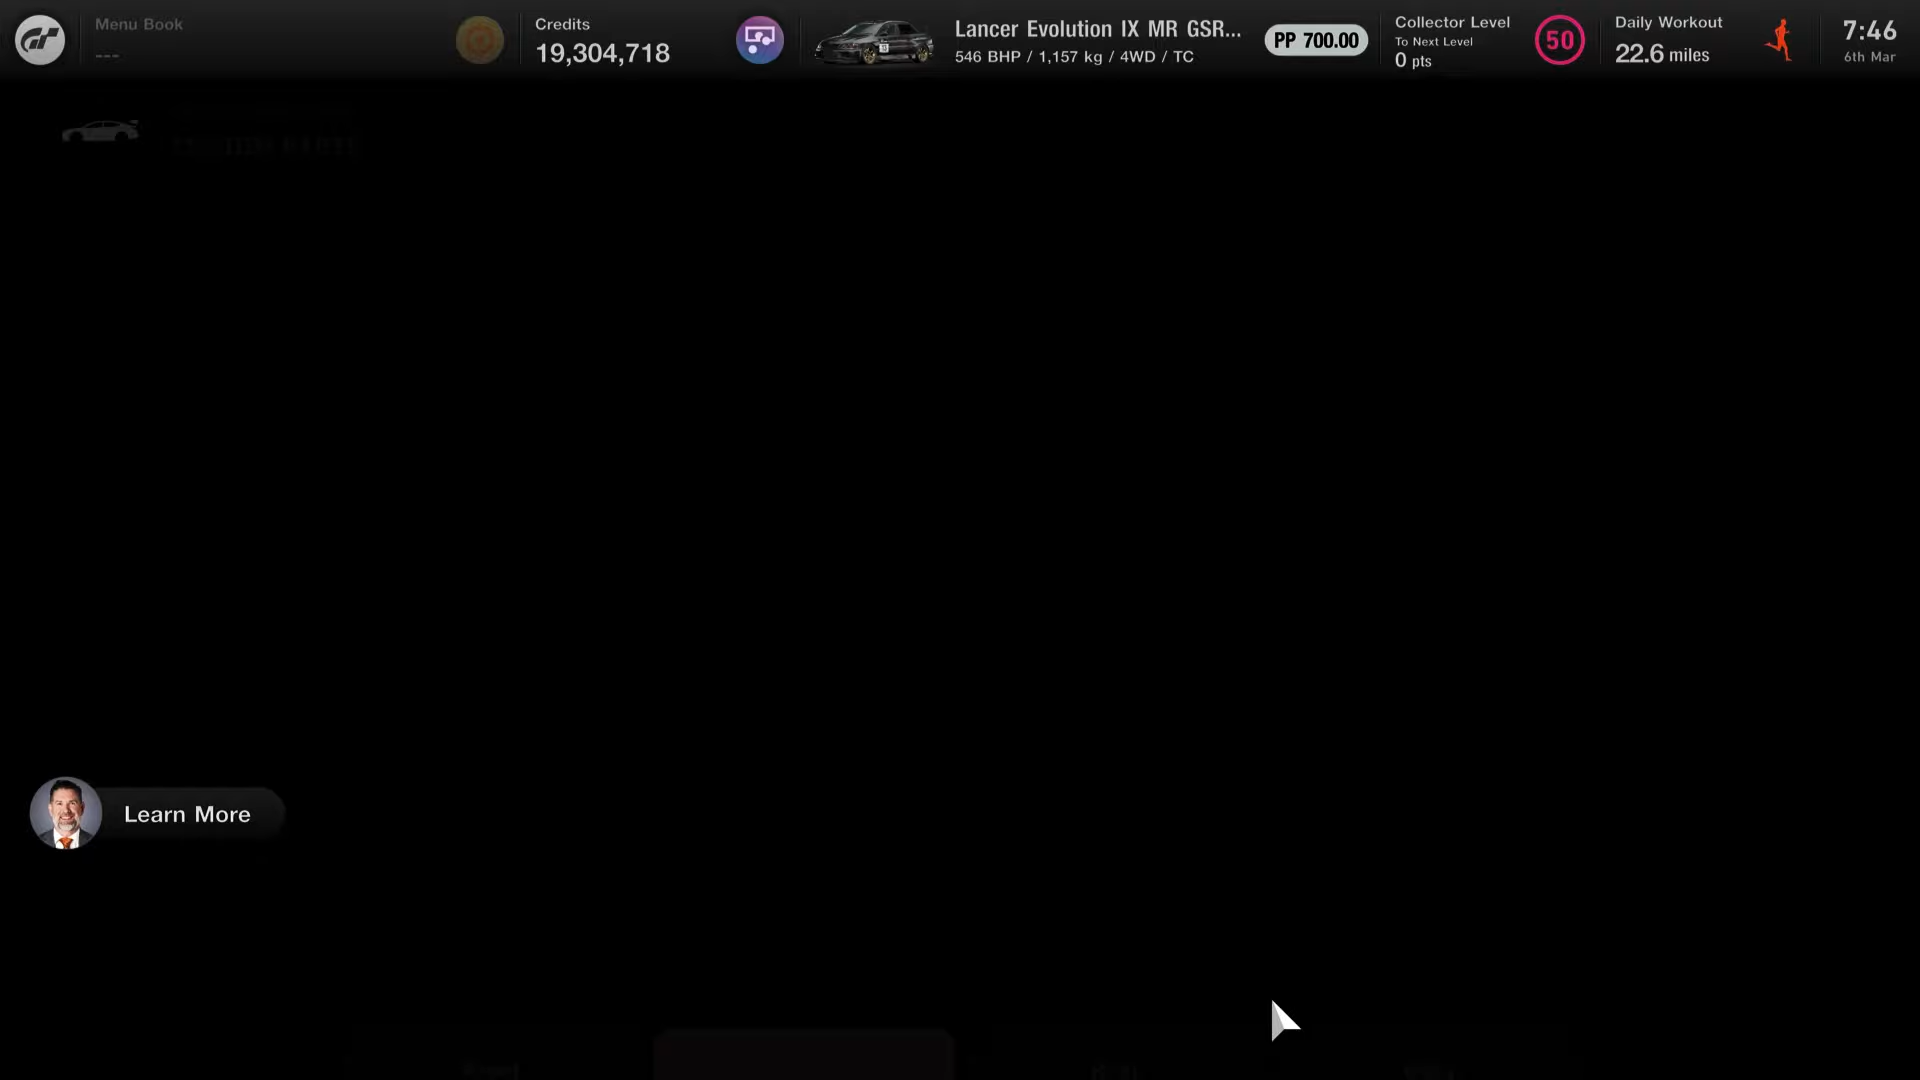 Menu Book
---
Credits
19,304,718
Lancer Evolution IX MR GSR...
546 BHP / 1,157 kg / 4WD / TC
PP 700.00
Collector Level
To Next Level
0 pts
50
Daily Workout
22.6 miles
7:46
6th Mar
Learn More